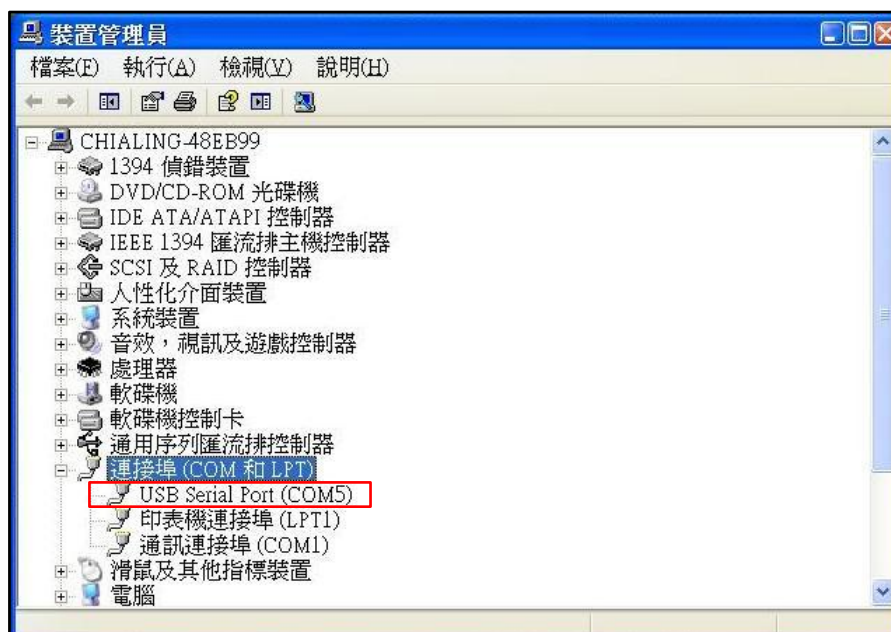 裝置管理員
檔案(F) 執行(A) 檢視(V) 說明(H)
CHIALING-48EB99
1394 偵錯裝置
DVD/CD-ROM 光碟機
IDE ATA/ATAPI 控制器
IEEE 1394 匯流排主機控制器
SCSI 及 RAID 控制器
人性化介面裝置
系統裝置
音效，視訊及遊戲控制器
處理器
軟碟機
軟碟機控制卡
通用序列匯流排控制器
連接埠 (COM 和 LPT)
USB Serial Port (COM5)
印表機連接埠 (LPT1)
通訊連接埠 (COM1)
滑鼠及其他指標裝置
電腦